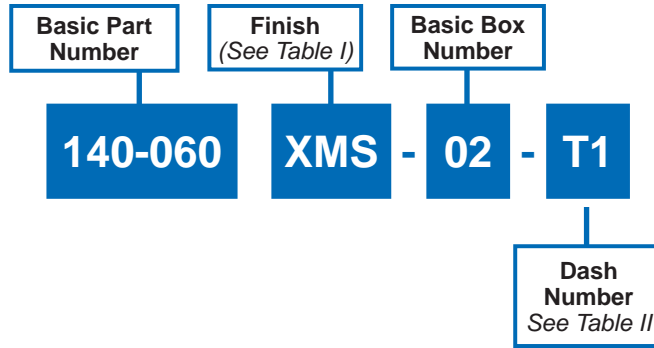 Basic Part
Number
Finish
(See Table I)
Basic Box
Number
140-060 XMS - 02 - T1
Dash
Number
See Table II